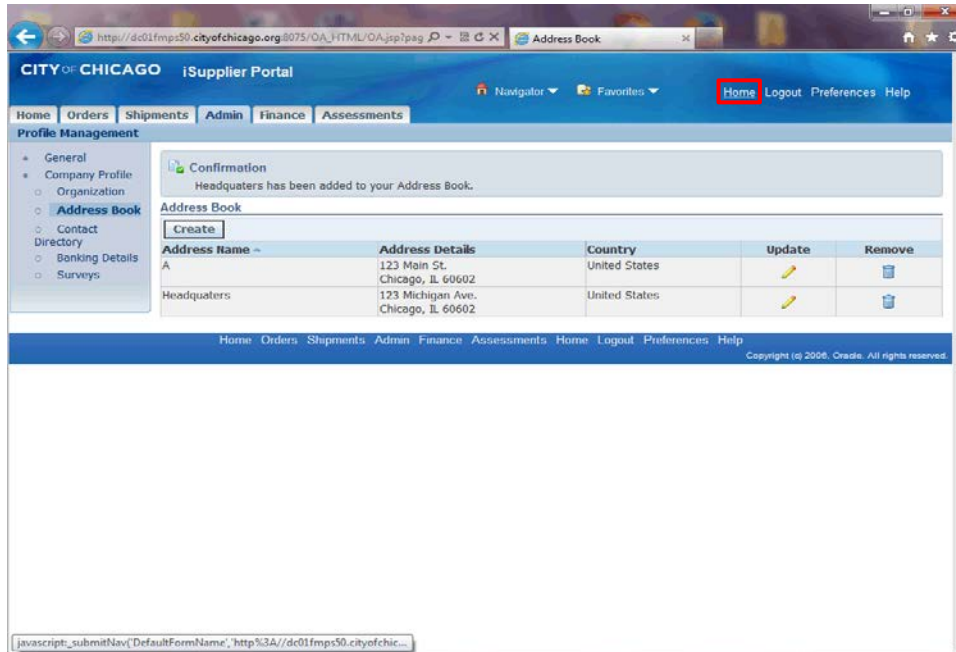 http://dc01fmps50.cityofchicago.org:8075/OA_HTML/OA.jsp?pag
Address Book
CITY OF CHICAGO iSupplier Portal
Navigator Favorites Home Logout Preferences Help
Home Orders Shipments Admin Finance Assessments
Profile Management
General
Company Profile
Organization
Address Book
Contact
Directory
Banking Details
Surveys
Confirmation
Headquaters has been added to your Address Book.
Address Book
Create
Address Name Address Details Country Update Remove
A 123 Main St. United States
Chicago, IL 60602
Headquaters 123 Michigan Ave. United States
Chicago, IL 60602
Home Orders Shipments Admin Finance Assessments Home Logout Preferences Help
Copyright (c) 2006, Oracle. All rights reserved.
javascript:_submitNav('DefaultFormName','http%3A//dc01fmps50.cityofchic...